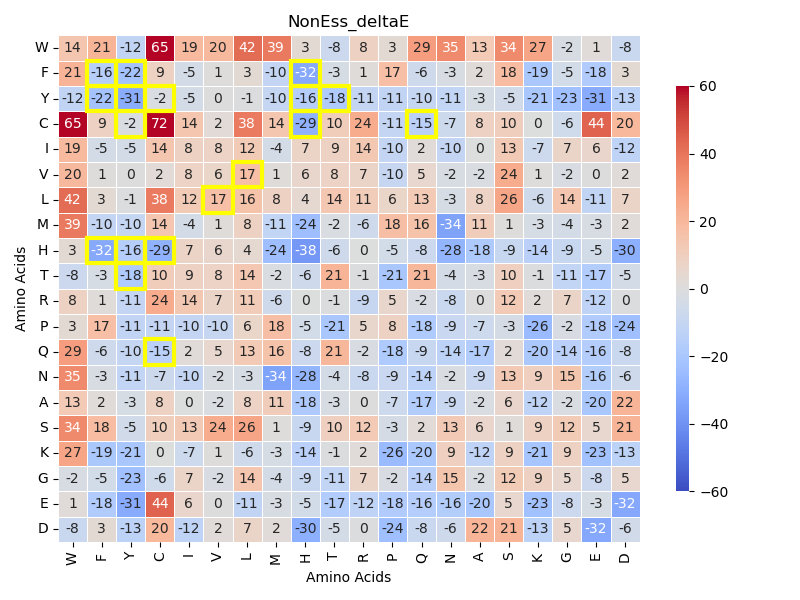 NonEss_deltaE
W 14 21 -12 65 19 20 42 39 3 -8 8 3 29 35 13 34 27 -2 1 -8
F 21 -16 -22 9 -5 1 3 -10 -32 -3 1 17 -6 -3 2 18 -19 -5 -18 3
Y -12 -22 -31 -2 -5 0 -1 -10 -16 -18 -11 -11 -10 -11 -3 -5 -21 -23 -31 -13
C 65 9 -2 72 14 2 38 14 -29 10 24 -11 -15 -7 8 10 0 -6 44 20
I 19 -5 -5 14 8 8 12 -4 7 9 14 -10 2 -10 0 13 -7 7 6 -12
V 20 1 0 2 8 6 17 1 6 8 7 -10 5 -2 -2 24 1 -2 0 2
L 42 3 -1 38 12 17 16 8 4 14 11 6 13 -3 8 26 -6 14 -11 7
M 39 -10 -10 14 -4 1 8 -11 -24 -2 -6 18 16 -34 11 1 -3 -4 -3 2
H 3 -32 -16 -29 7 6 4 -24 -38 -6 0 -5 -8 -28 -18 -9 -14 -9 -5 -30
T -8 -3 -18 10 9 8 14 -2 -6 21 -1 -21 21 -4 -3 10 -1 -11 -17 -5
R 8 1 -11 24 14 7 11 -6 0 -1 -9 5 -2 -8 0 12 2 7 -12 0
P 3 17 -11 -11 -10 -10 6 18 -5 -21 5 8 -18 -9 -7 -3 -26 -2 -18 -24
Q 29 -6 -10 -15 2 5 13 16 -8 21 -2 -18 -9 -14 -17 2 -20 -14 -16 -8
N 35 -3 -11 -7 -10 -2 -3 -34 -28 -4 -8 -9 -14 -2 -9 13 9 15 -16 -6
A 13 2 -3 8 0 -2 8 11 -18 -3 0 -7 -17 -9 -2 6 -12 -2 -20 22
S 34 18 -5 10 13 24 26 1 -9 10 12 -3 2 13 6 1 9 12 5 21
K 27 -19 -21 0 -7 1 -6 -3 -14 -1 2 -26 -20 9 -12 9 -21 9 -23 -13
G -2 -5 -23 -6 7 -2 14 -4 -9 -11 7 -2 -14 15 -2 12 9 5 -8 5
E 1 -18 -31 44 6 0 -11 -3 -5 -17 -12 -18 -16 -16 -20 5 -23 -8 -3 -32
D -8 3 -13 20 -12 2 7 2 -30 -5 0 -24 -8 -6 22 21 -13 5 -32 -6
W F Y C I V L M H T R P Q N A S K G E D
Amino Acids
Amino Acids
60
40
20
0
−20
−40
−60